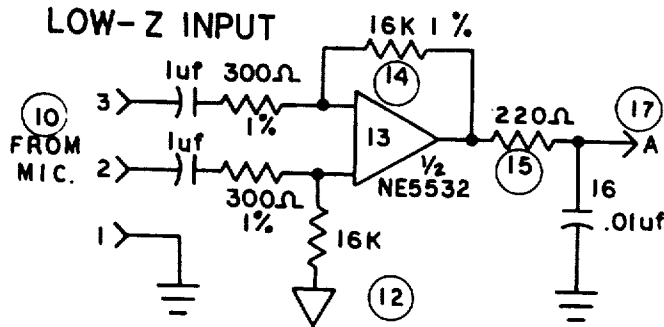 LOW-Z INPUT
16K 1 %
1uf
300Ω
14
3
1%
10
FROM
MIC.
1uf
13
220Ω
17
A
2
300Ω
1%
1/2
NE5532
15
16
.01uf
16K
1
12